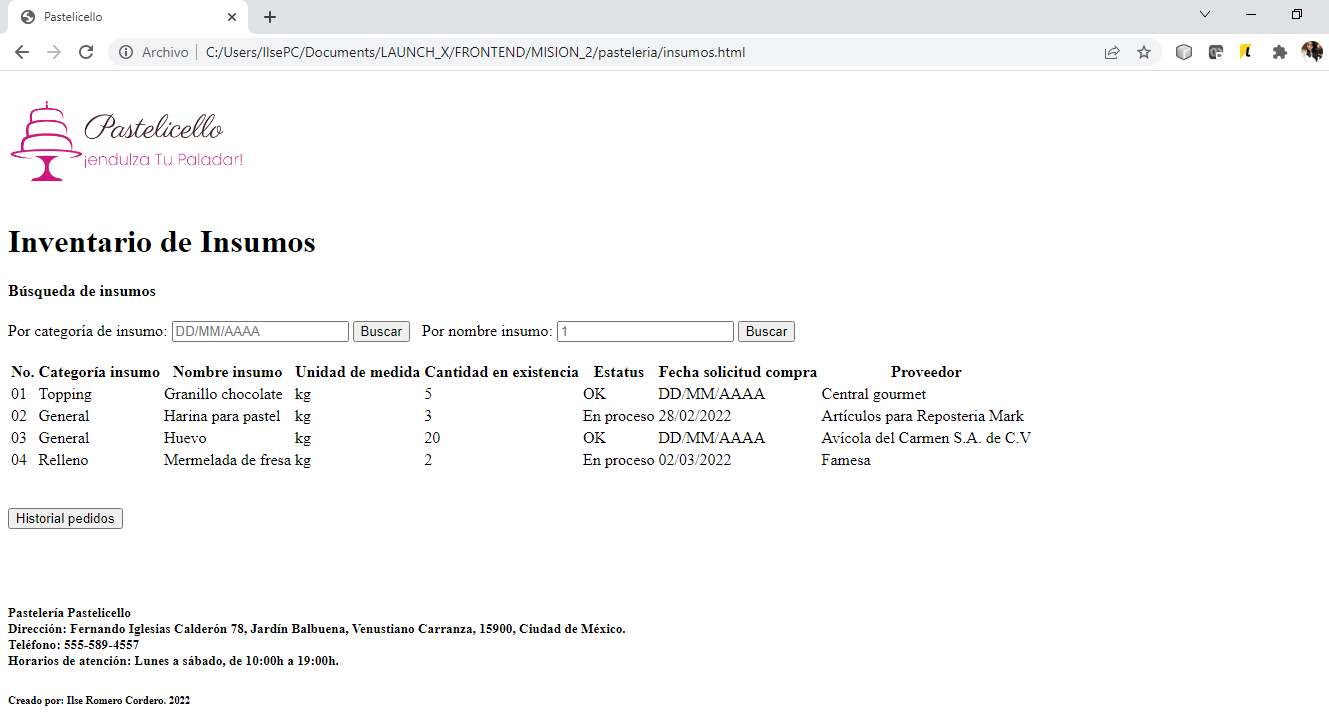 Pastelicello
Archivo C:/Users/IlsePC/Documents/LAUNCH_X/FRONTEND/MISION_2/pasteleria/insumos.html
Pastelicello
¡endulza Tu Paladar!
Inventario de Insumos
Búsqueda de insumos
Por categoría de insumo: DD/MM/AAAA Buscar Por nombre insumo: 1 Buscar
No. Categoría insumo Nombre insumo Unidad de medida Cantidad en existencia Estatus Fecha solicitud compra Proveedor
01 Topping Granillo chocolate kg 5 OK DD/MM/AAAA Central gourmet
02 General Harina para pastel kg 3 En proceso 28/02/2022 Artículos para Reposteria Mark
03 General Huevo kg 20 OK DD/MM/AAAA Avícola del Carmen S.A. de C.V
04 Relleno Mermelada de fresa kg 2 En proceso 02/03/2022 Famesa
Historial pedidos
Pastelería Pastelicello
Dirección: Fernando Iglesias Calderón 78, Jardín Balbuena, Venustiano Carranza, 15900, Ciudad de México.
Teléfono: 555-589-4557
Horarios de atención: Lunes a sábado, de 10:00h a 19:00h.
Creado por: Ilse Romero Cordero. 2022